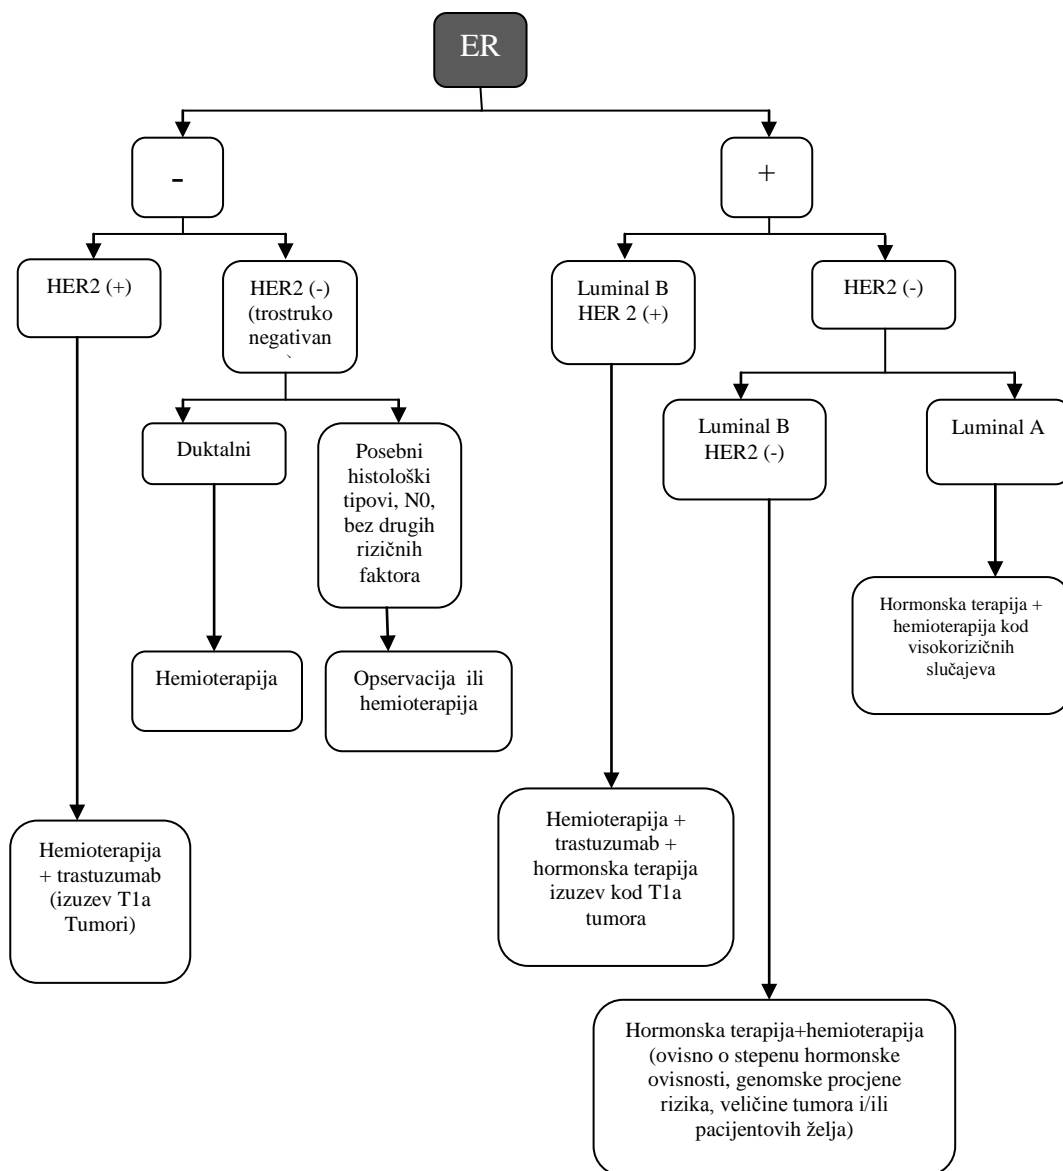 ER
-
+
HER2 (+)
HER2 (-)
(trostruko
negativan
Luminal B
HER 2 (+)
HER2 (-)
Duktalni
Posebni
histološki
tipovi, N0,
bez drugih
rizičnih
faktora
Luminal B
HER2 (-)
Luminal A
Hemioterapija
Opservacija ili
hemioterapija
Hormonska terapija +
hemioterapija kod
visokorizičnih
slučajeva
Hemioterapija
+ trastuzumab
(izuzev T1a
Tumori)
Hemioterapija +
trastuzumab +
hormonska terapija
izuzev kod T1a
tumora
Hormonska terapija+hemioterapija
(ovisno o stepenu hormonske
ovisnosti, genomske procjene
rizika, veličine tumora i/ili
pacijentovih želja)